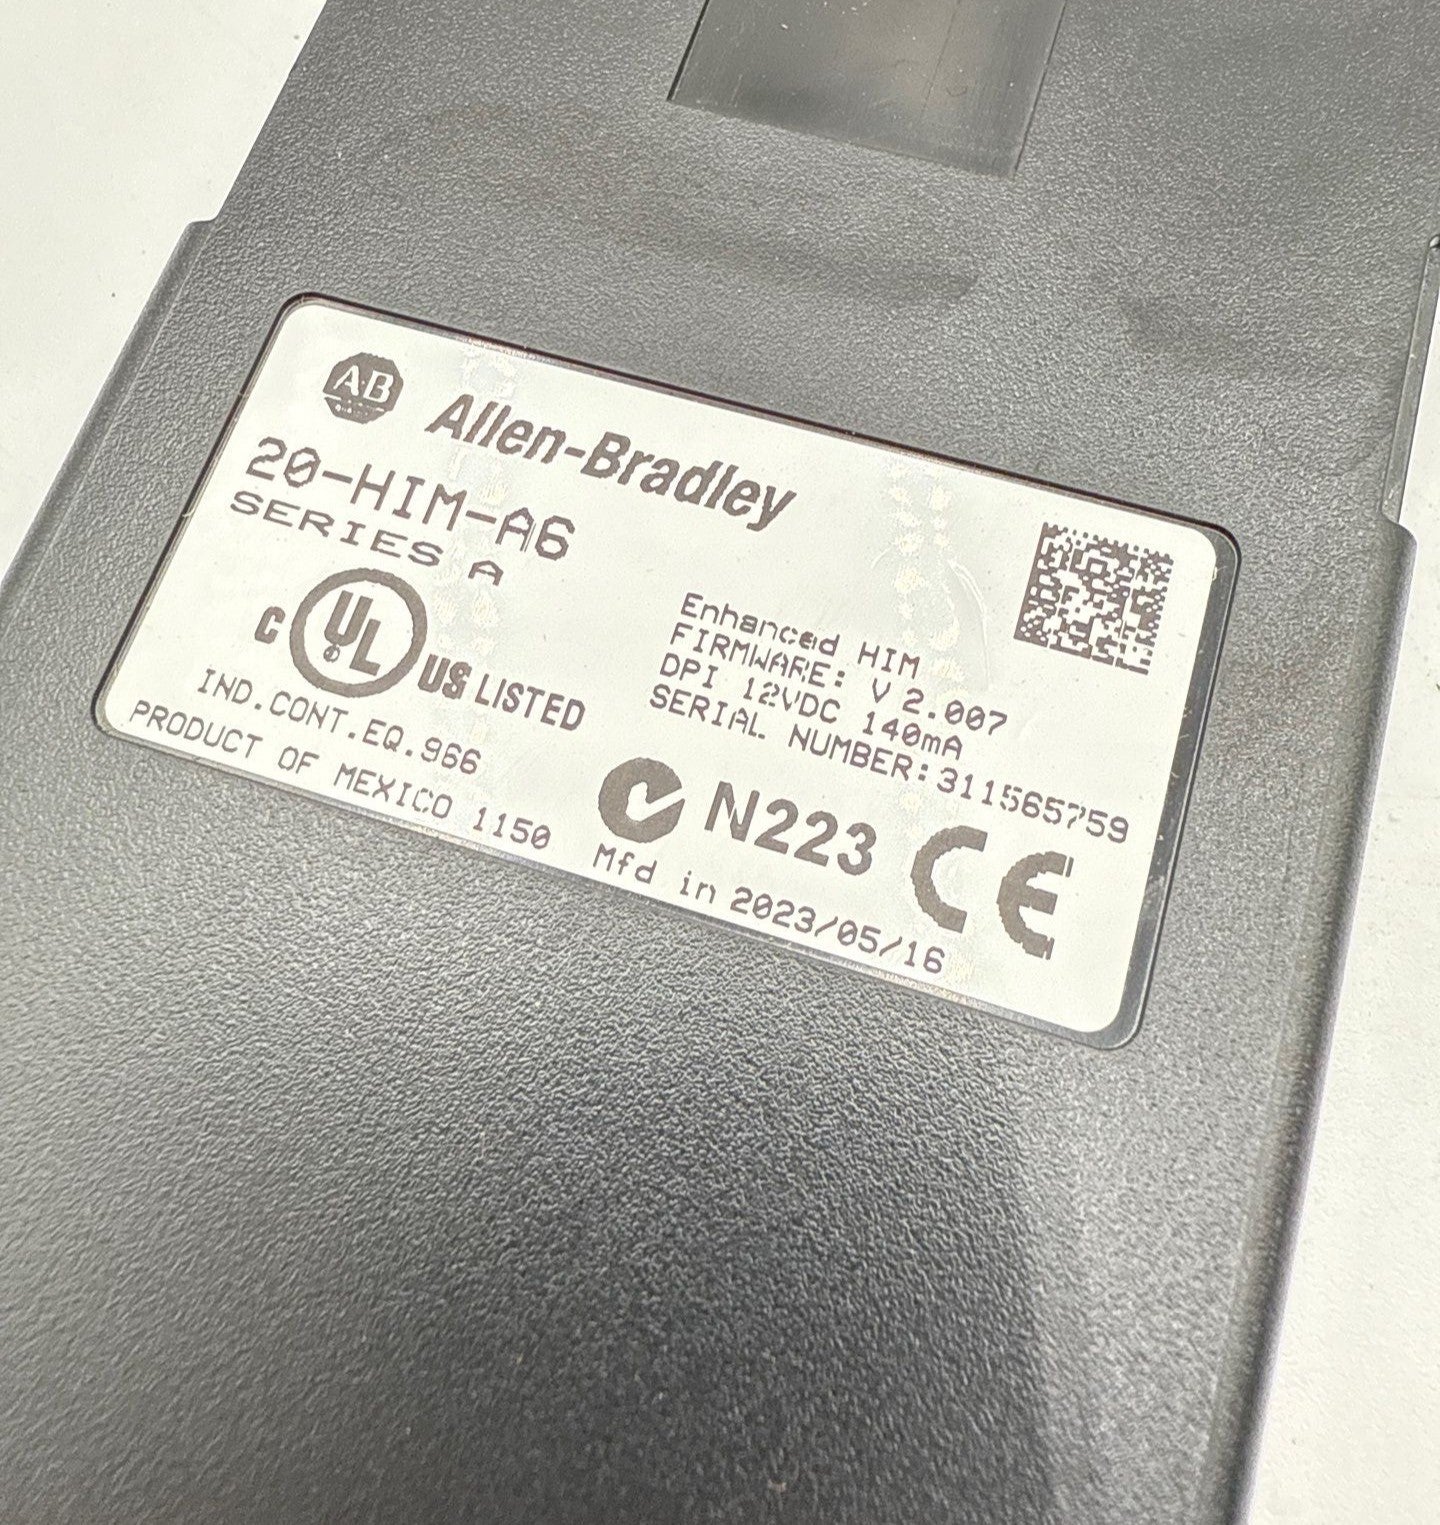 A·B
Allen-Bradley
20-HIM-A6
SERIES A
C UL US LISTED
IND.CONT.EQ.966
PRODUCT OF MEXICO 1150
Enhanced HIM
FIRMWARE: V 2.007
DPI 12VDC 140mA
SERIAL NUMBER:311565759
N223 CE
Mfd in 2023/05/16